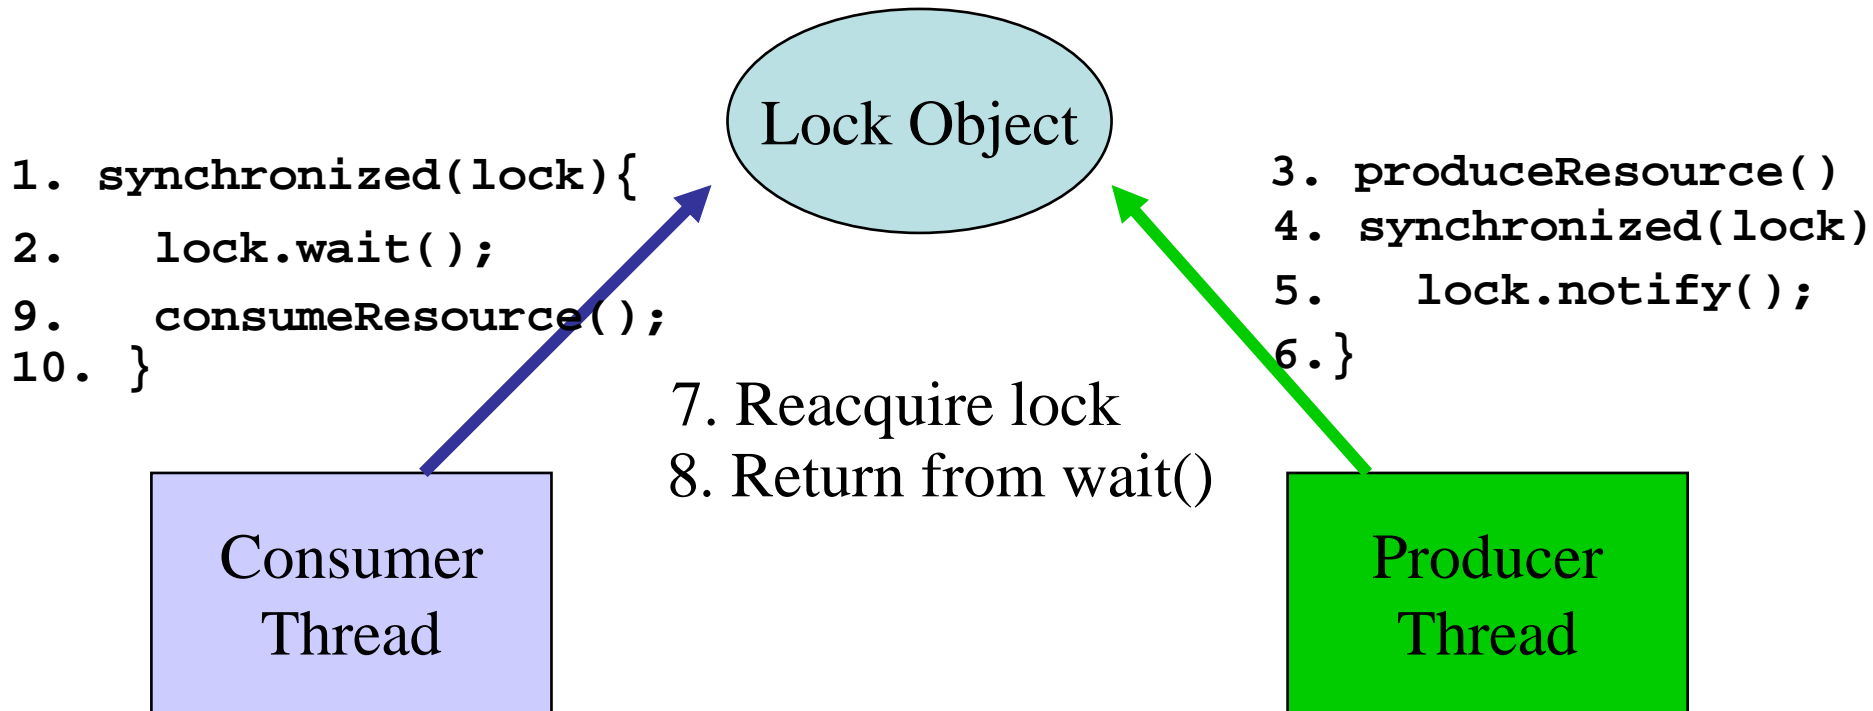 Lock Object
1. synchronized(lock){
2. lock.wait();
9. consumeResource();
10. }
3. produceResource()
4. synchronized(lock)
5. lock.notify();
6.}
7. Reacquire lock
8. Return from wait()
Consumer
Thread
Producer
Thread